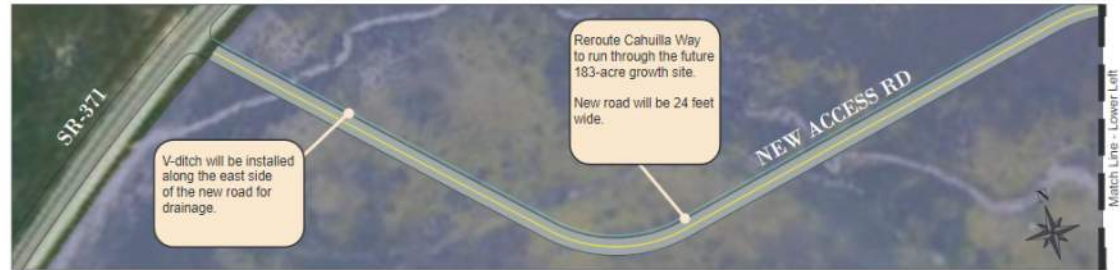 SR-371
V-ditch will be installed
along the east side
of the new road for
drainage.
Reroute Cahuilla Way
to run through the future
183-acre growth site.
New road will be 24 feet
wide.
NEW ACCESS RD
N
Match Line - Lower Left